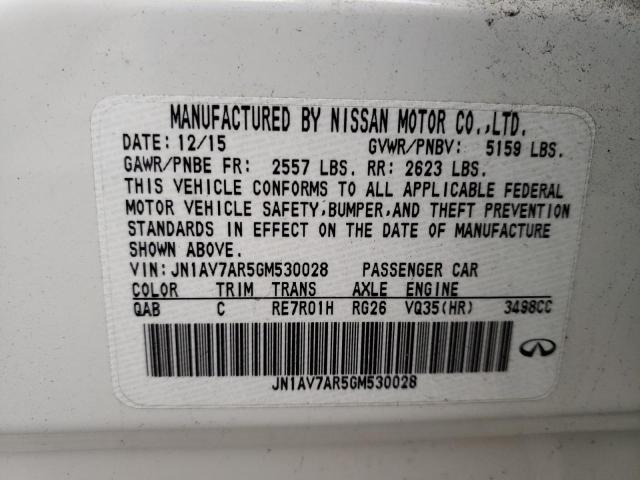 MANUFACTURED BY NISSAN MOTOR CO.,LTD.
DATE: 12/15 GVWR/PNBV: 5159 LBS.
GAWR/PNBE FR: 2557 LBS. RR: 2623 LBS.
THIS VEHICLE CONFORMS TO ALL APPLICABLE FEDERAL
MOTOR VEHICLE SAFETY,BUMPER,AND THEFT PREVENTION
STANDARDS IN EFFECT ON THE DATE OF MANUFACTURE
SHOWN ABOVE.
VIN: JN1AV7AR5GM530028 PASSENGER CAR
COLOR TRIM TRANS AXLE ENGINE
QAB C RE7R01H RG26 VQ35(HR) 3498CC
JN1AV7AR5GM530028